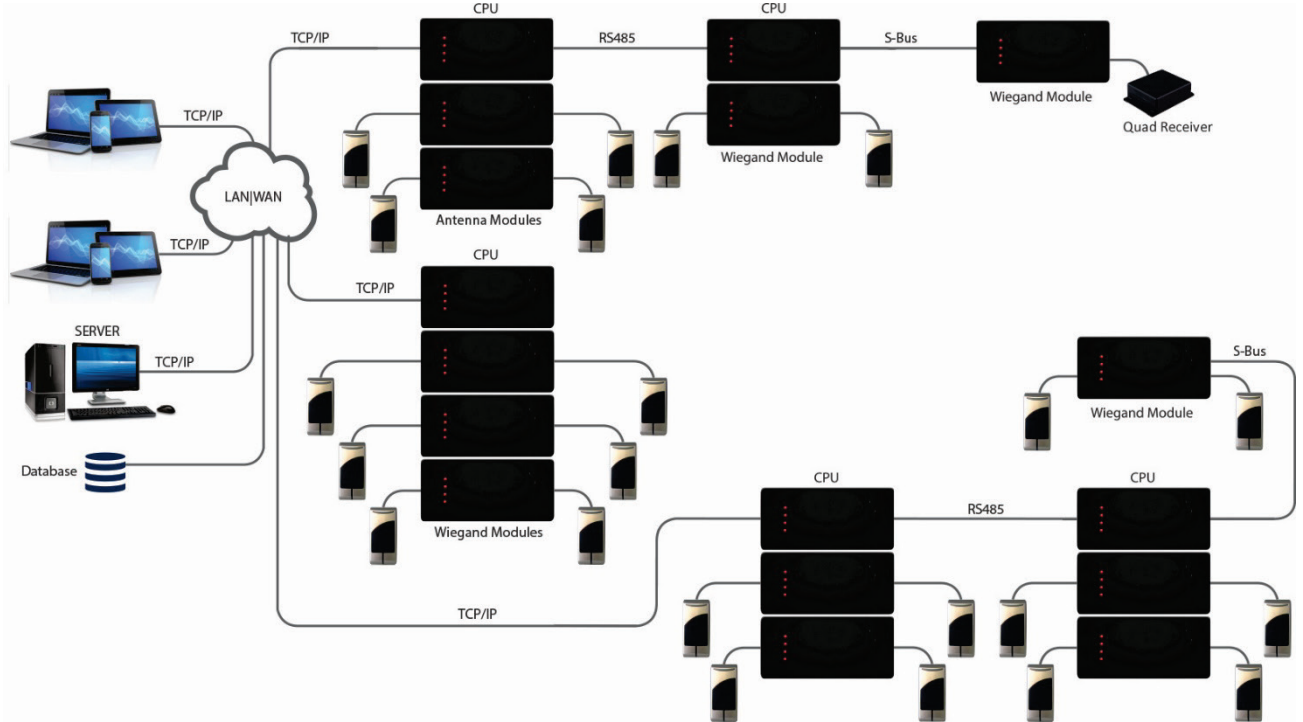 CPU
CPU
TCP/IP
RS485
S-Bus
Wiegand Module
Quad Receiver
TCP/IP
Wiegand Module
LAN|WAN
Antenna Modules
TCP/IP
CPU
TCP/IP
SERVER
TCP/IP
S-Bus
Wiegand Module
Database
CPU
CPU
RS485
Wiegand Modules
TCP/IP